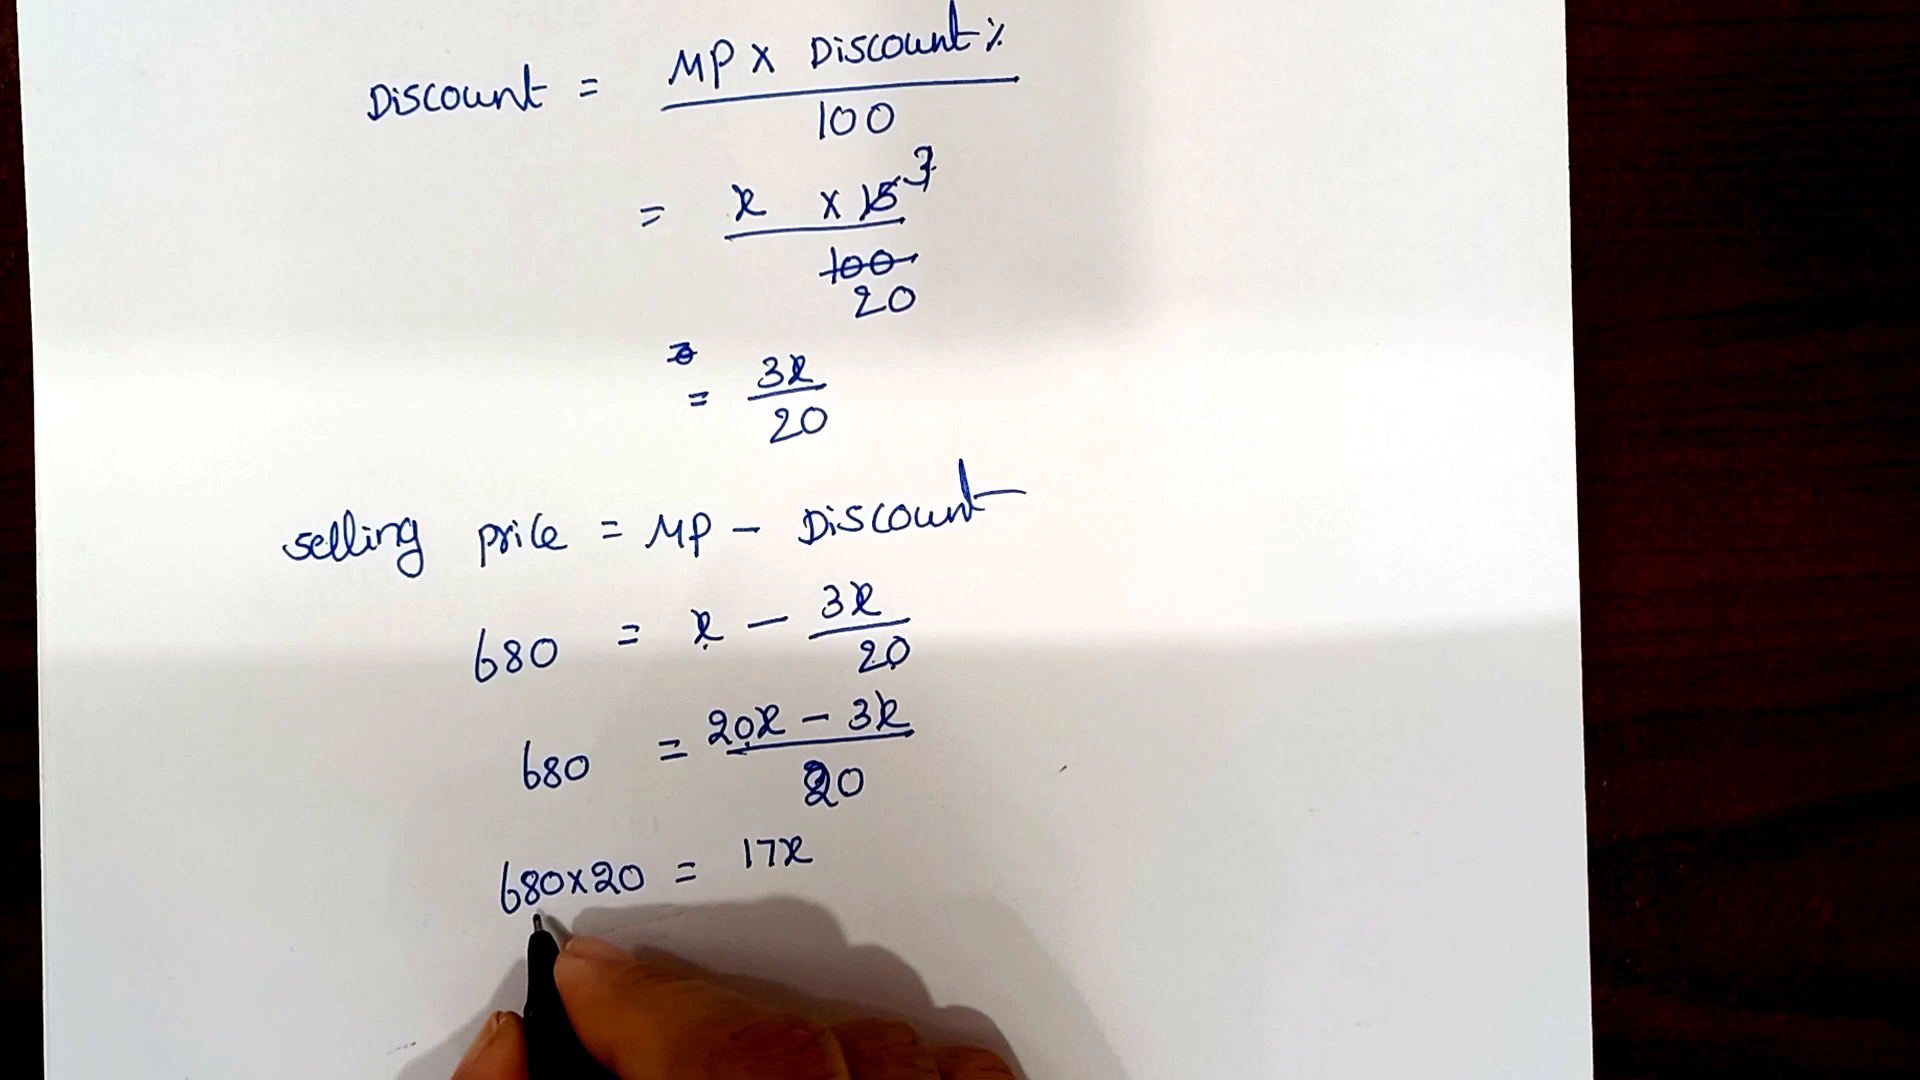 Discount = MP x Discount%
100
= x x 15 3
100
20
= 3x
20
selling price = MP - Discount
680 = x - 3x
20
680 = 20x - 3x
20
680x20 = 17x